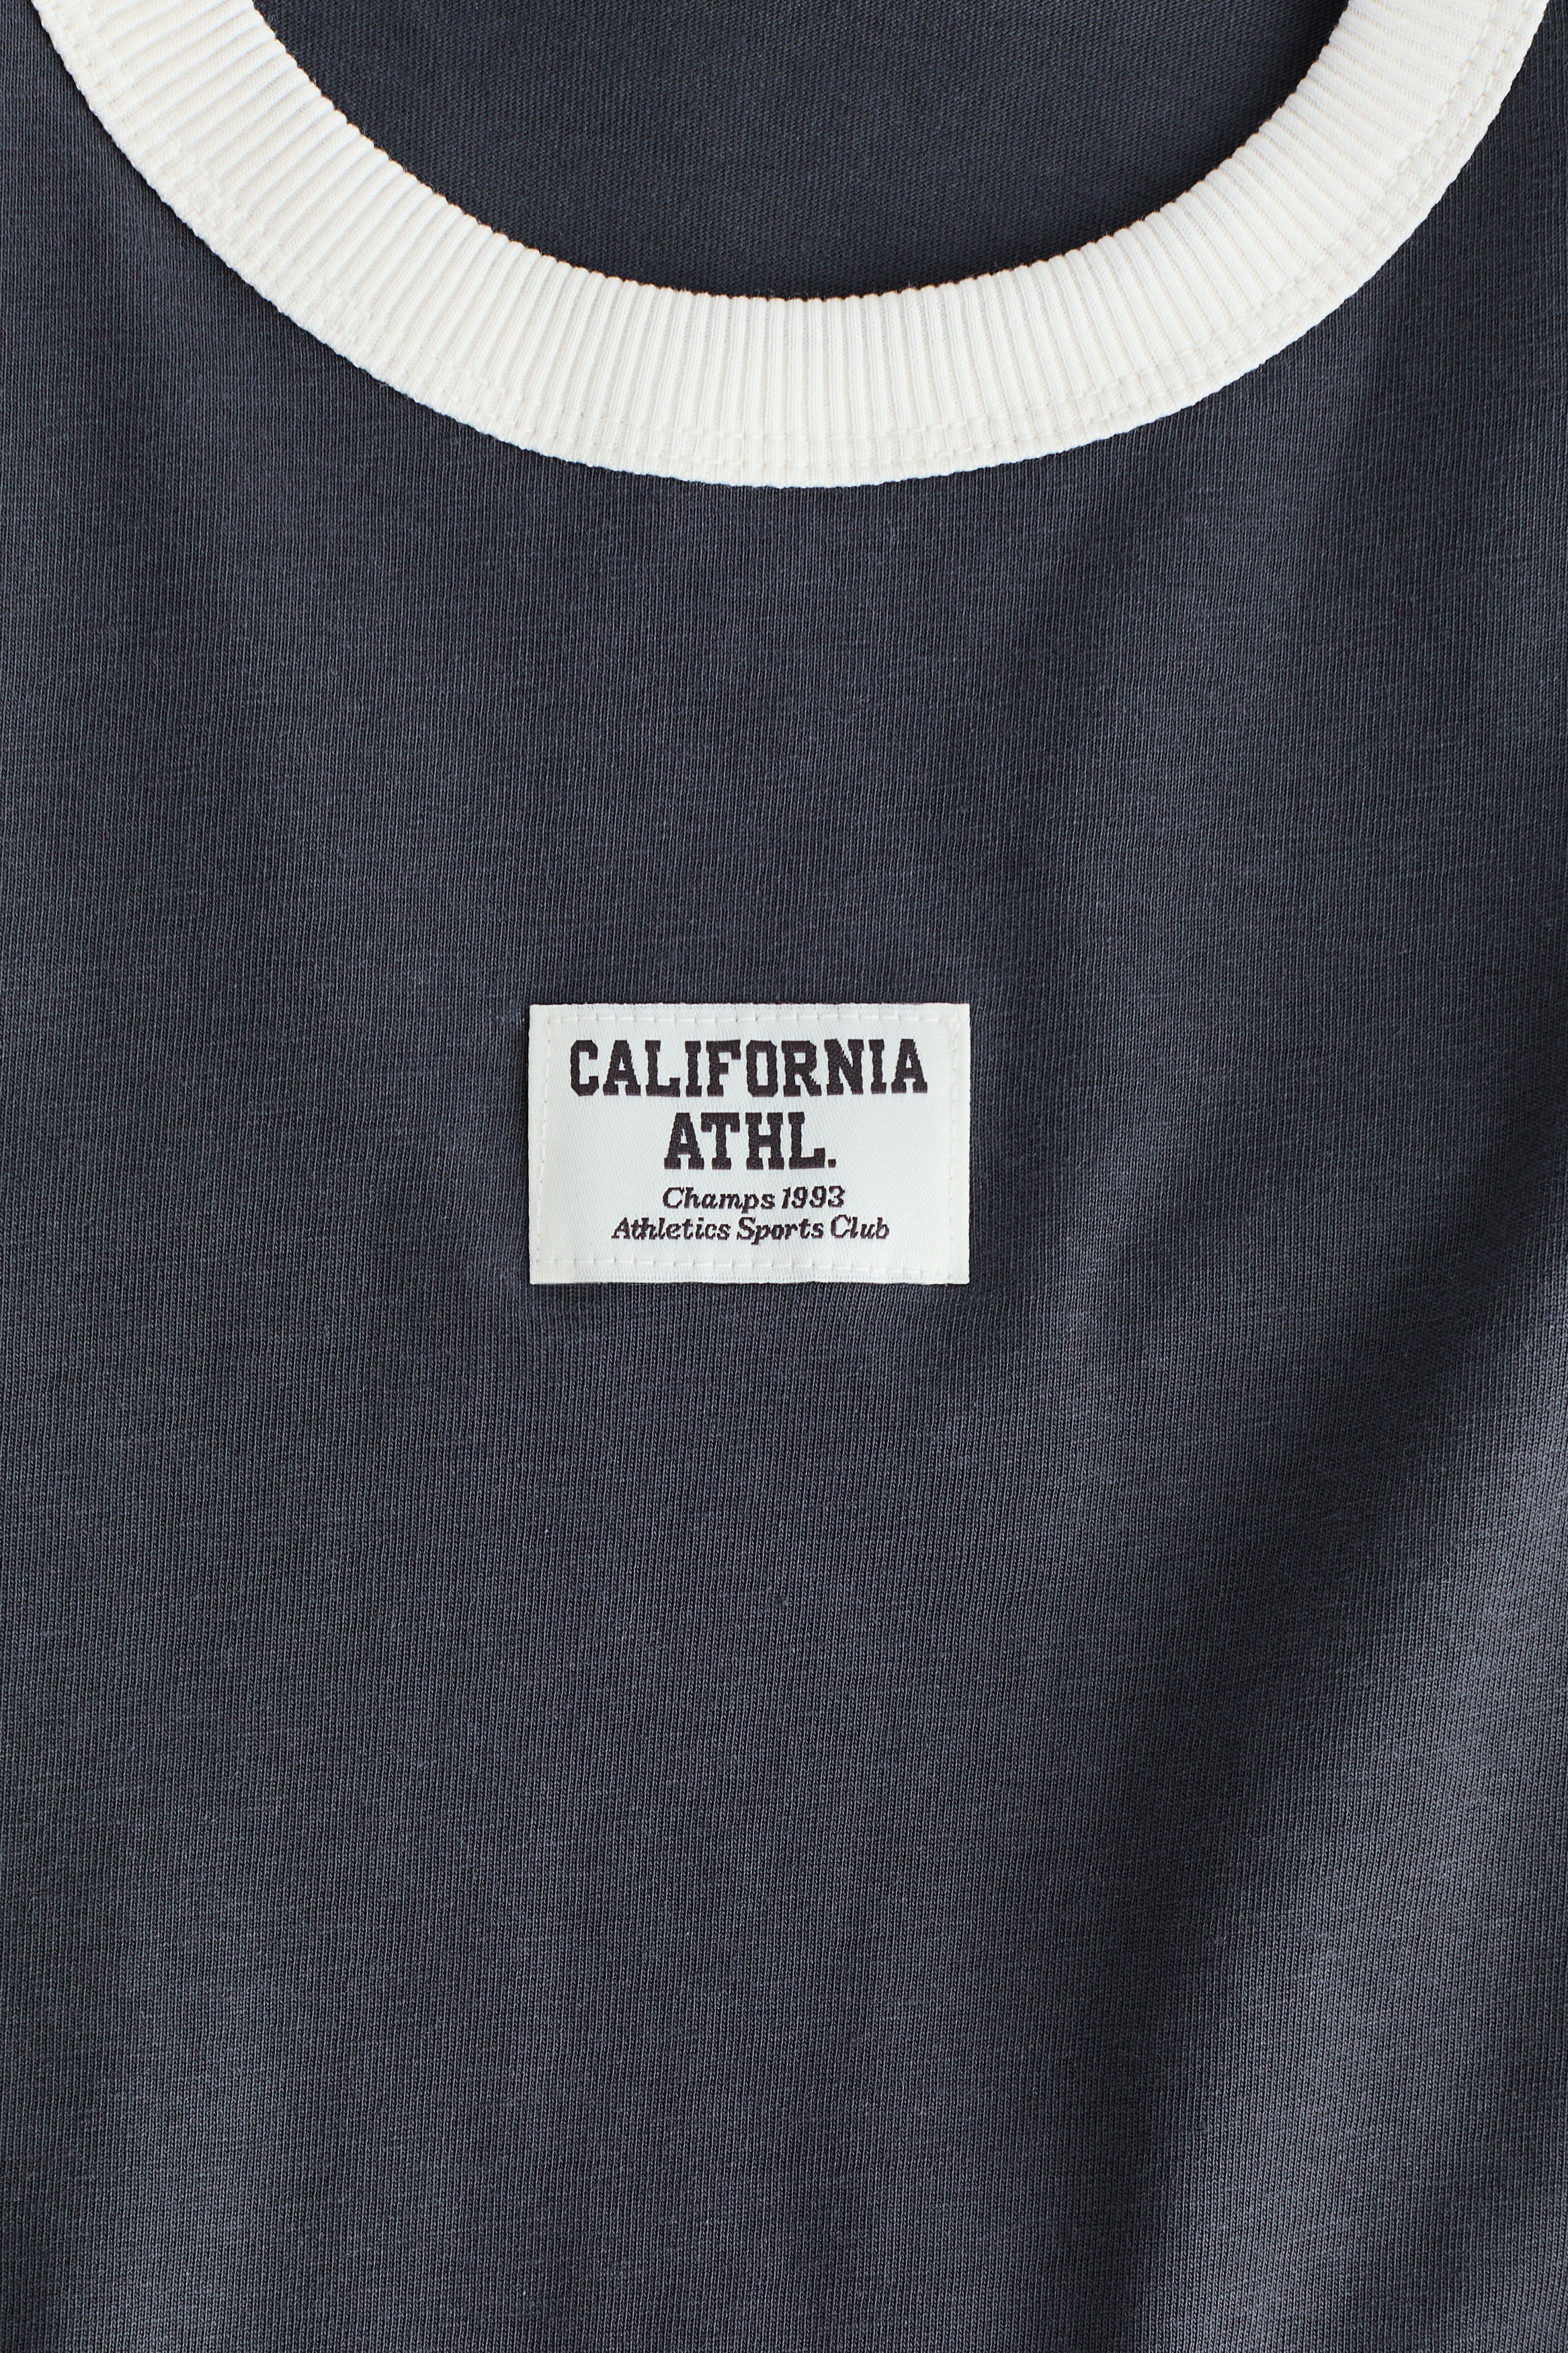 CALIFORNIA
ATHL.
Champs 1993
Athletics Sports Club